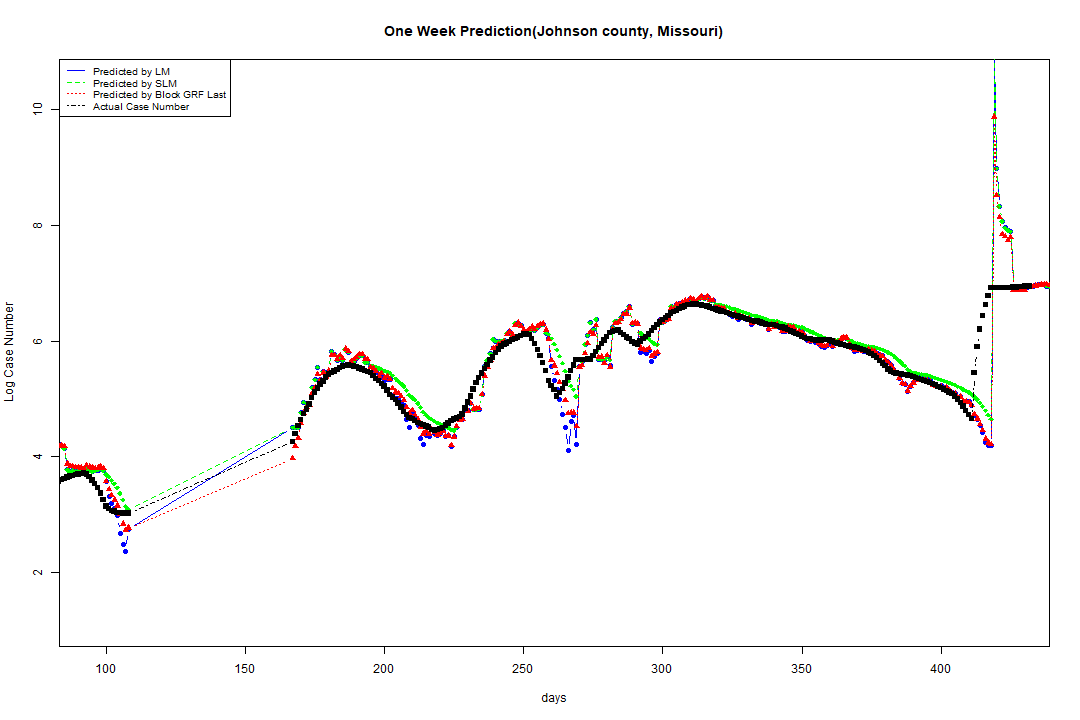 One Week Prediction(Johnson county, Missouri)
Predicted by LM
Predicted by SLM
Predicted by Block GRF Last
Actual Case Number
10
8
6
4
2
Log Case Number
100 150 200 250 300 350 400
days